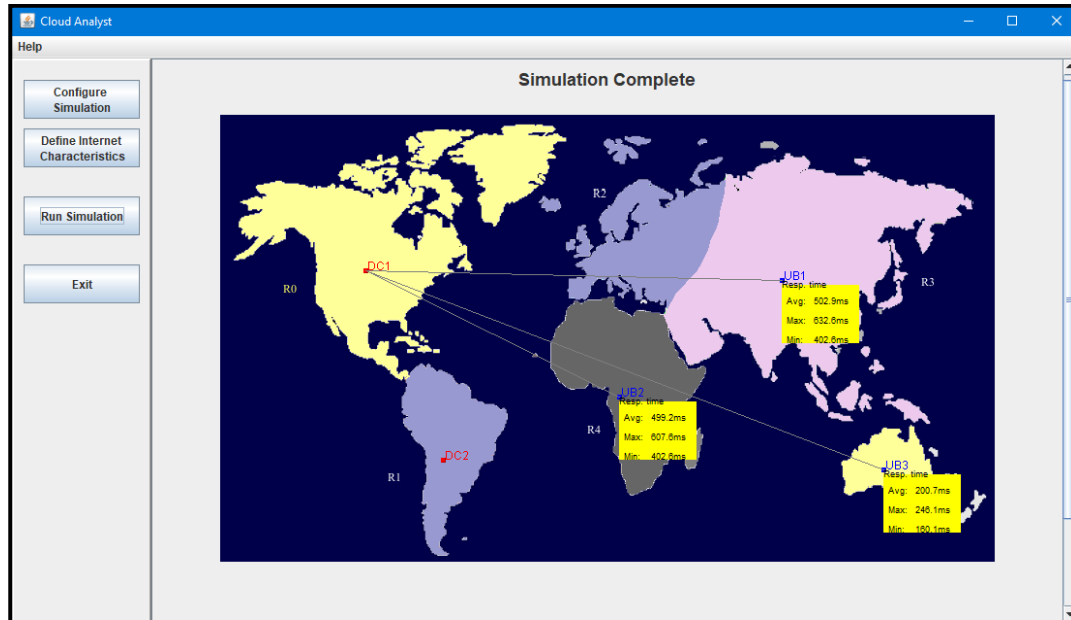 Cloud Analyst
Help
Configure
Simulation
Define Internet
Characteristics
Run Simulation
Exit
Simulation Complete
R2
R0
DC1
UB1
Resp. time
Avg: 502.9ms
Max: 632.6ms
Min: 402.6ms
R3
UB2
Resp. time
Avg: 499.2ms
Max: 607.6ms
Min: 402.6ms
R4
DC2
R1
UB3
Resp. time
Avg: 200.7ms
Max: 246.1ms
Min: 160.1ms